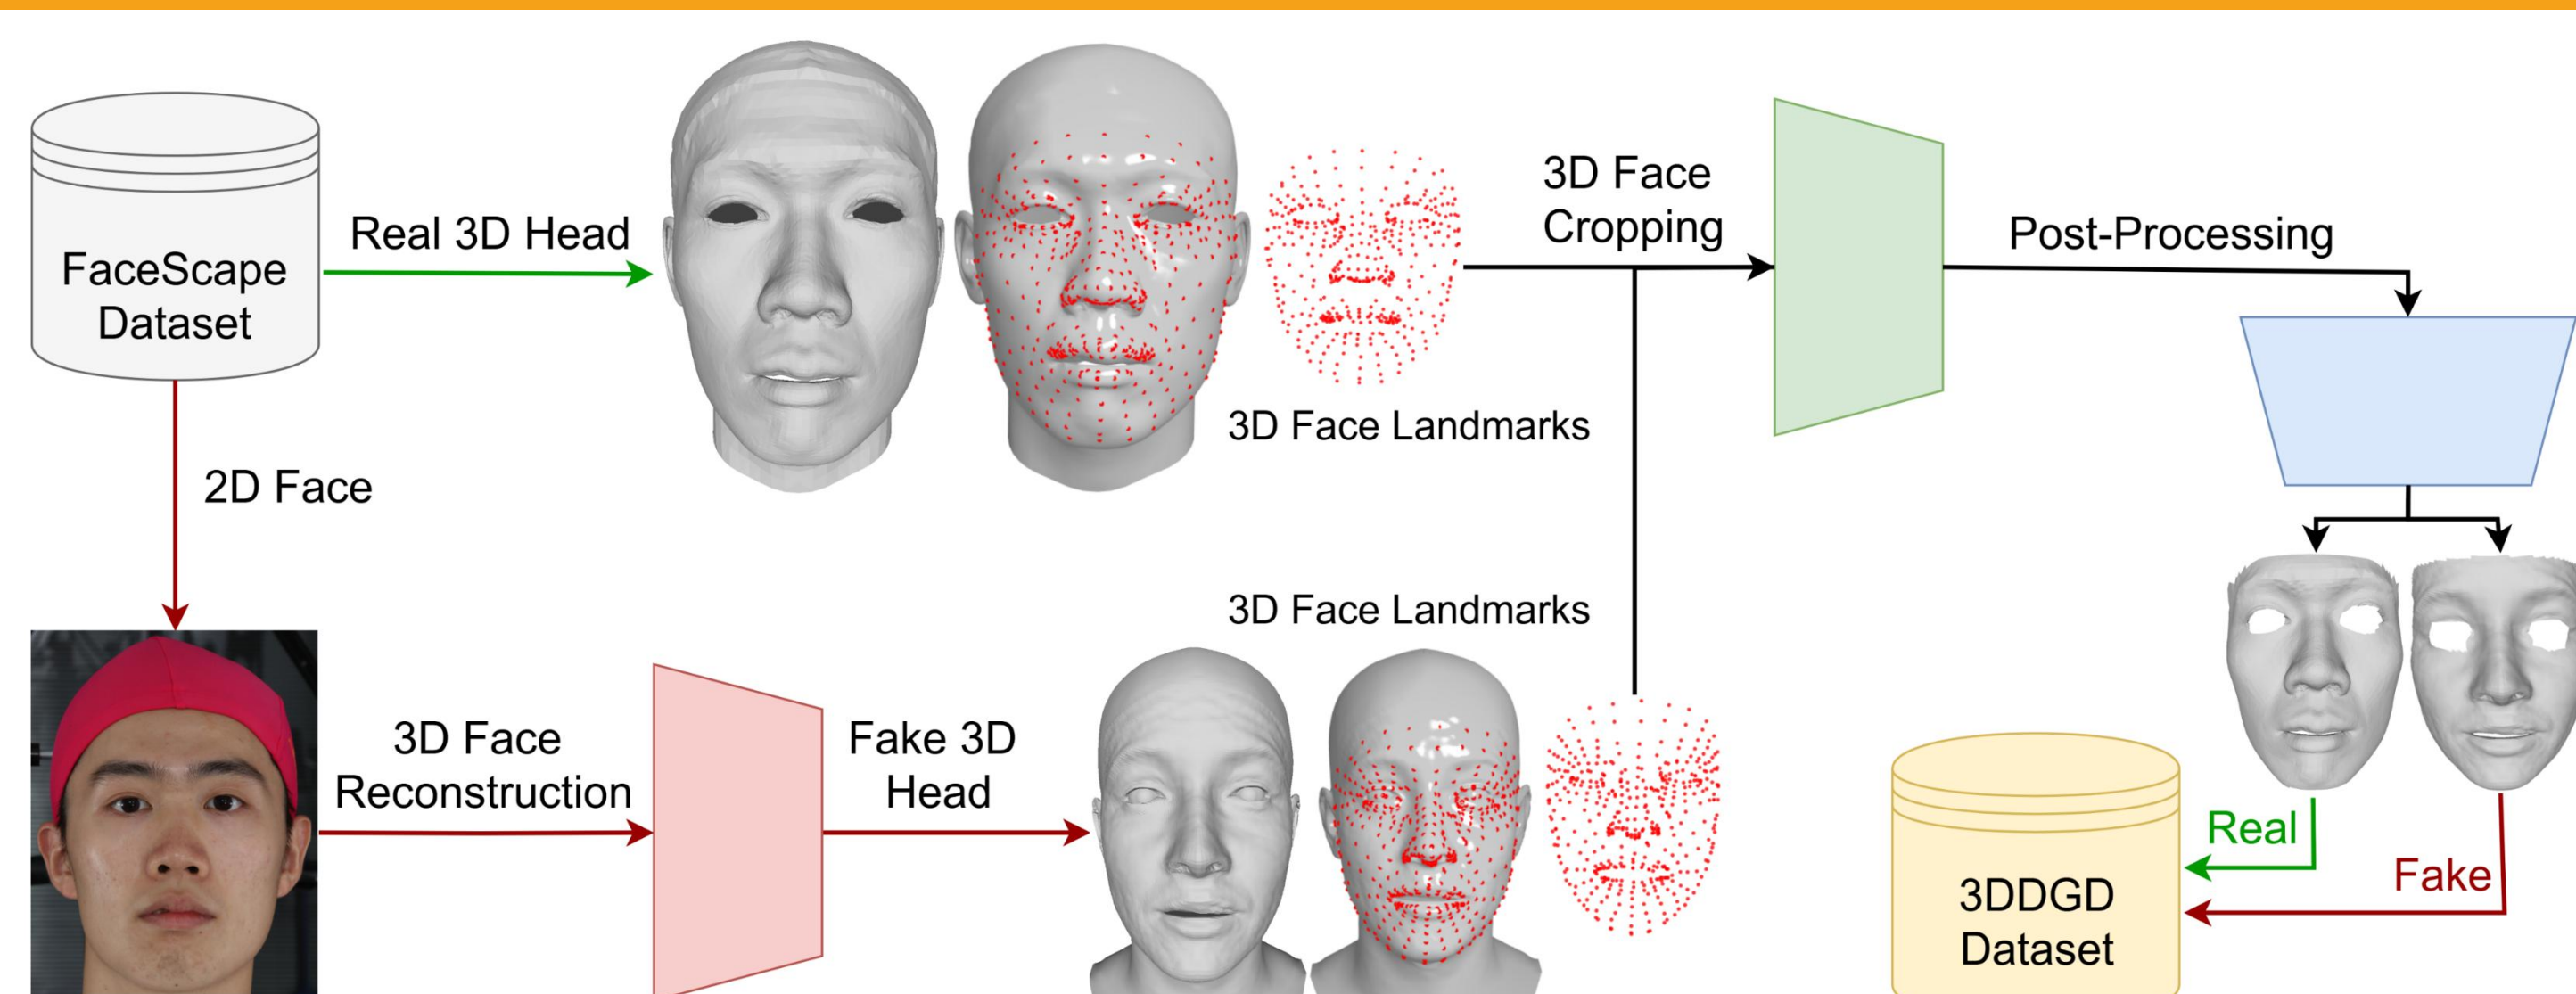 FaceScape
Dataset
Real 3D Head
3D Face Landmarks
3D Face
Cropping
Post-Processing
2D Face
3D Face
Reconstruction
Fake 3D
Head
3D Face Landmarks
Real
Fake
3DDGD
Dataset